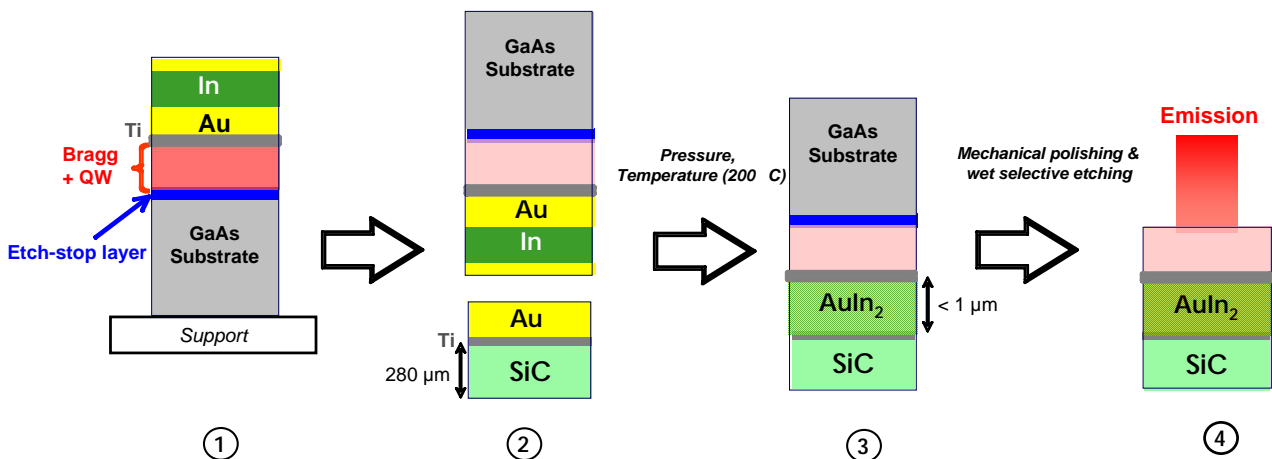 In
Au
Ti
Bragg
+ QW
Etch-stop layer
GaAs
Substrate
Support
1
GaAs
Substrate
Au
In
Au
Ti
SiC
280 µm
2
Pressure,
Temperature (200 C)
GaAs
Substrate
AuIn2
< 1 µm
SiC
3
Mechanical polishing &
wet selective etching
Emission
AuIn2
SiC
4